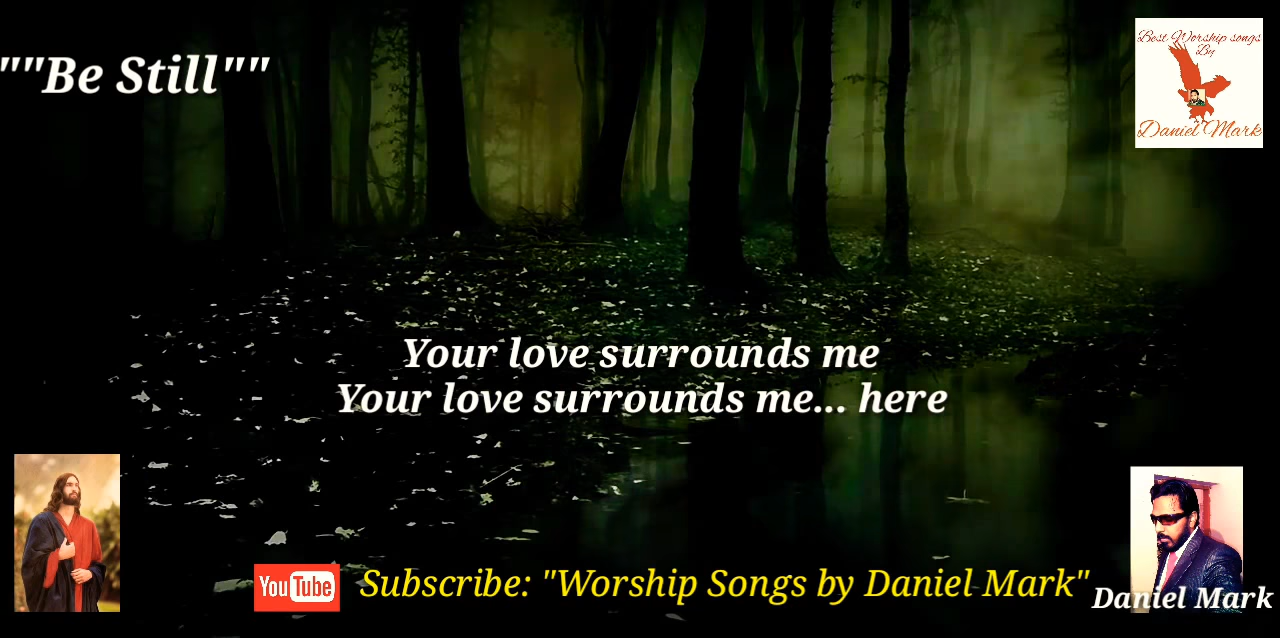 ""Be Still""
Best Worship songs
By
Daniel Mark
Your love surrounds me
Your love surrounds me... here
YouTube
Subscribe: "Worship Songs by Daniel Mark"
Daniel Mark